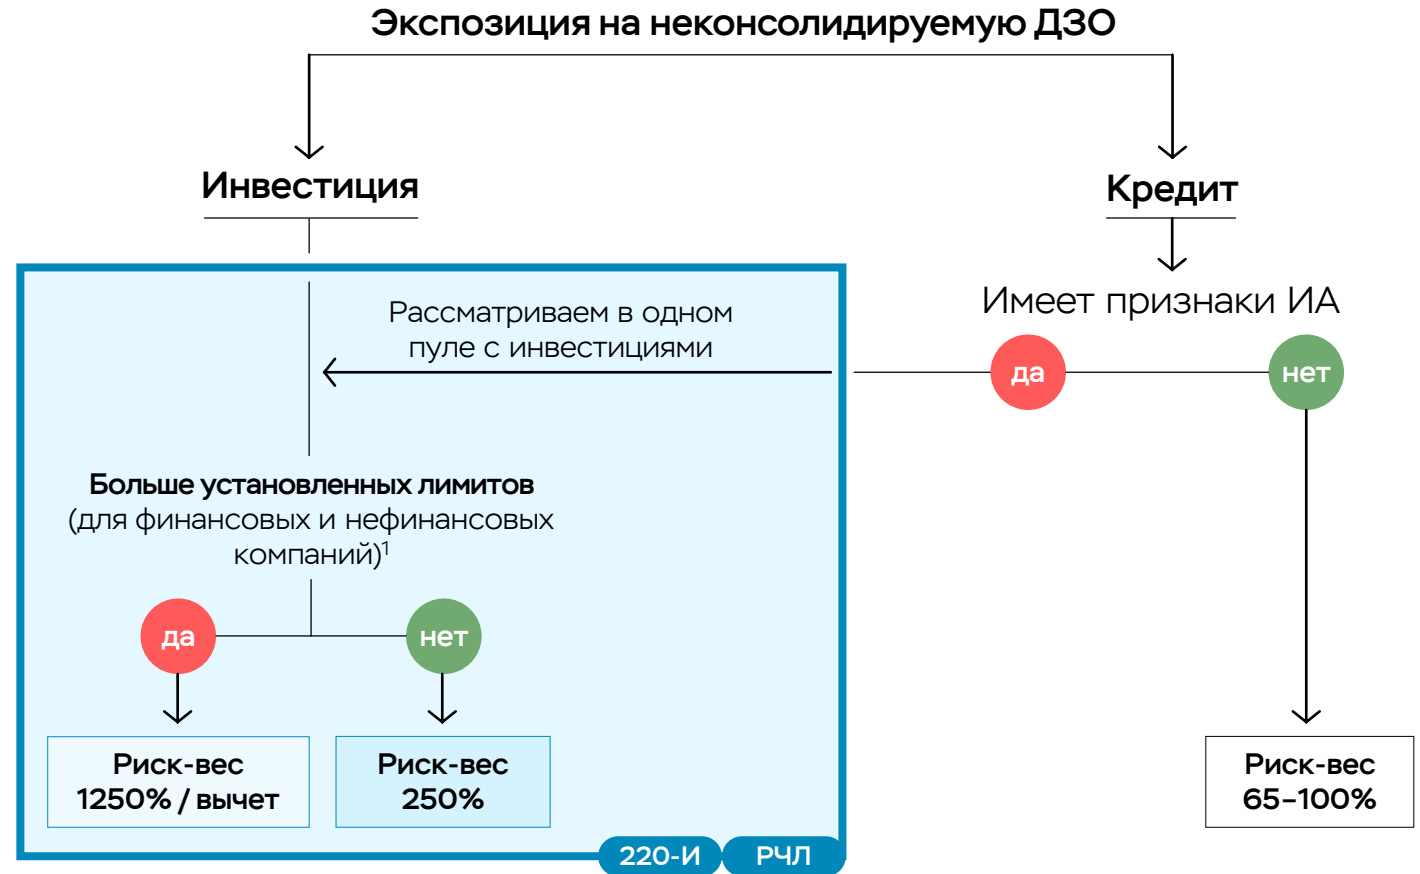 Экспозиция на неконсолидируемую ДЗО
Инвестиция
Кредит
Имеет признаки ИА
Рассматриваем в одном
пуле с инвестициями
да
нет
Больше установленных лимитов
(для финансовых и нефинансовых
компаний)¹
да
нет
Риск-вес
1250% / вычет
Риск-вес
250%
Риск-вес
65–100%
220-И
РЧЛ